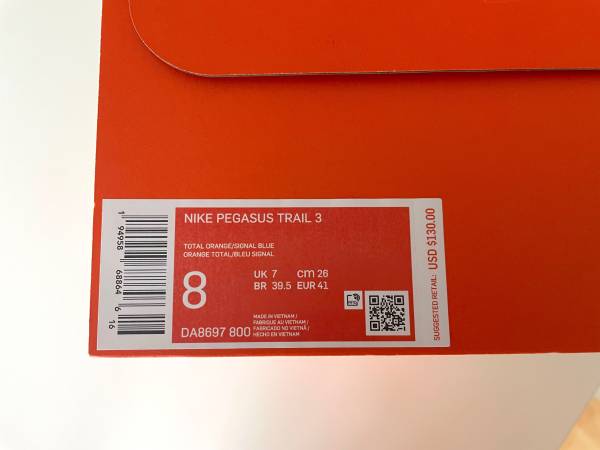 NIKE PEGASUS TRAIL 3
TOTAL ORANGE/SIGNAL BLUE
ORANGE TOTAL/BLEU SIGNAL
8
UK 7 cm 26
BR 39.5 EUR 41
DA8697 800
MADE IN VIETNAM /
FABRIQUE AU VIETNAM /
FABRICADO NO VIETNÃ /
HECHO EN VIETNAM
1 94958 68864 6 16
SUGGESTED RETAIL: USD $130.00